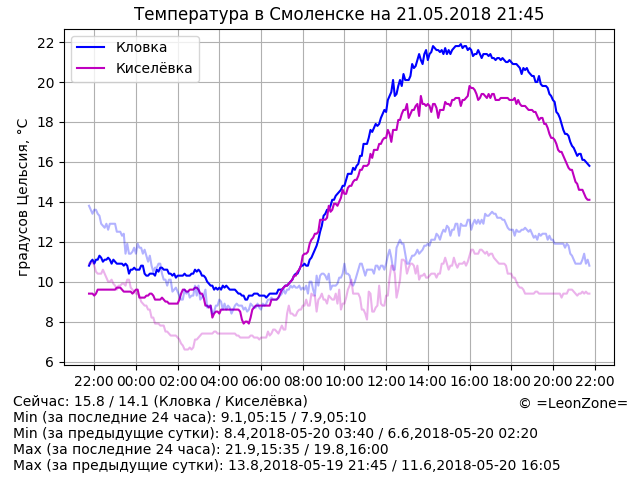 Температура в Смоленске на 21.05.2018 21:45
Кловка
Киселёвка
градусов Цельсия, °C
22
20
18
16
14
12
10
8
6
22:00 00:00 02:00 04:00 06:00 08:00 10:00 12:00 14:00 16:00 18:00 20:00 22:00
Сейчас: 15.8 / 14.1 (Кловка / Киселёвка)
© =LeonZone=
Min (за последние 24 часа): 9.1,05:15 / 7.9,05:10
Min (за предыдущие сутки): 8.4,2018-05-20 03:40 / 6.6,2018-05-20 02:20
Max (за последние 24 часа): 21.9,15:35 / 19.8,16:00
Max (за предыдущие сутки): 13.8,2018-05-19 21:45 / 11.6,2018-05-20 16:05